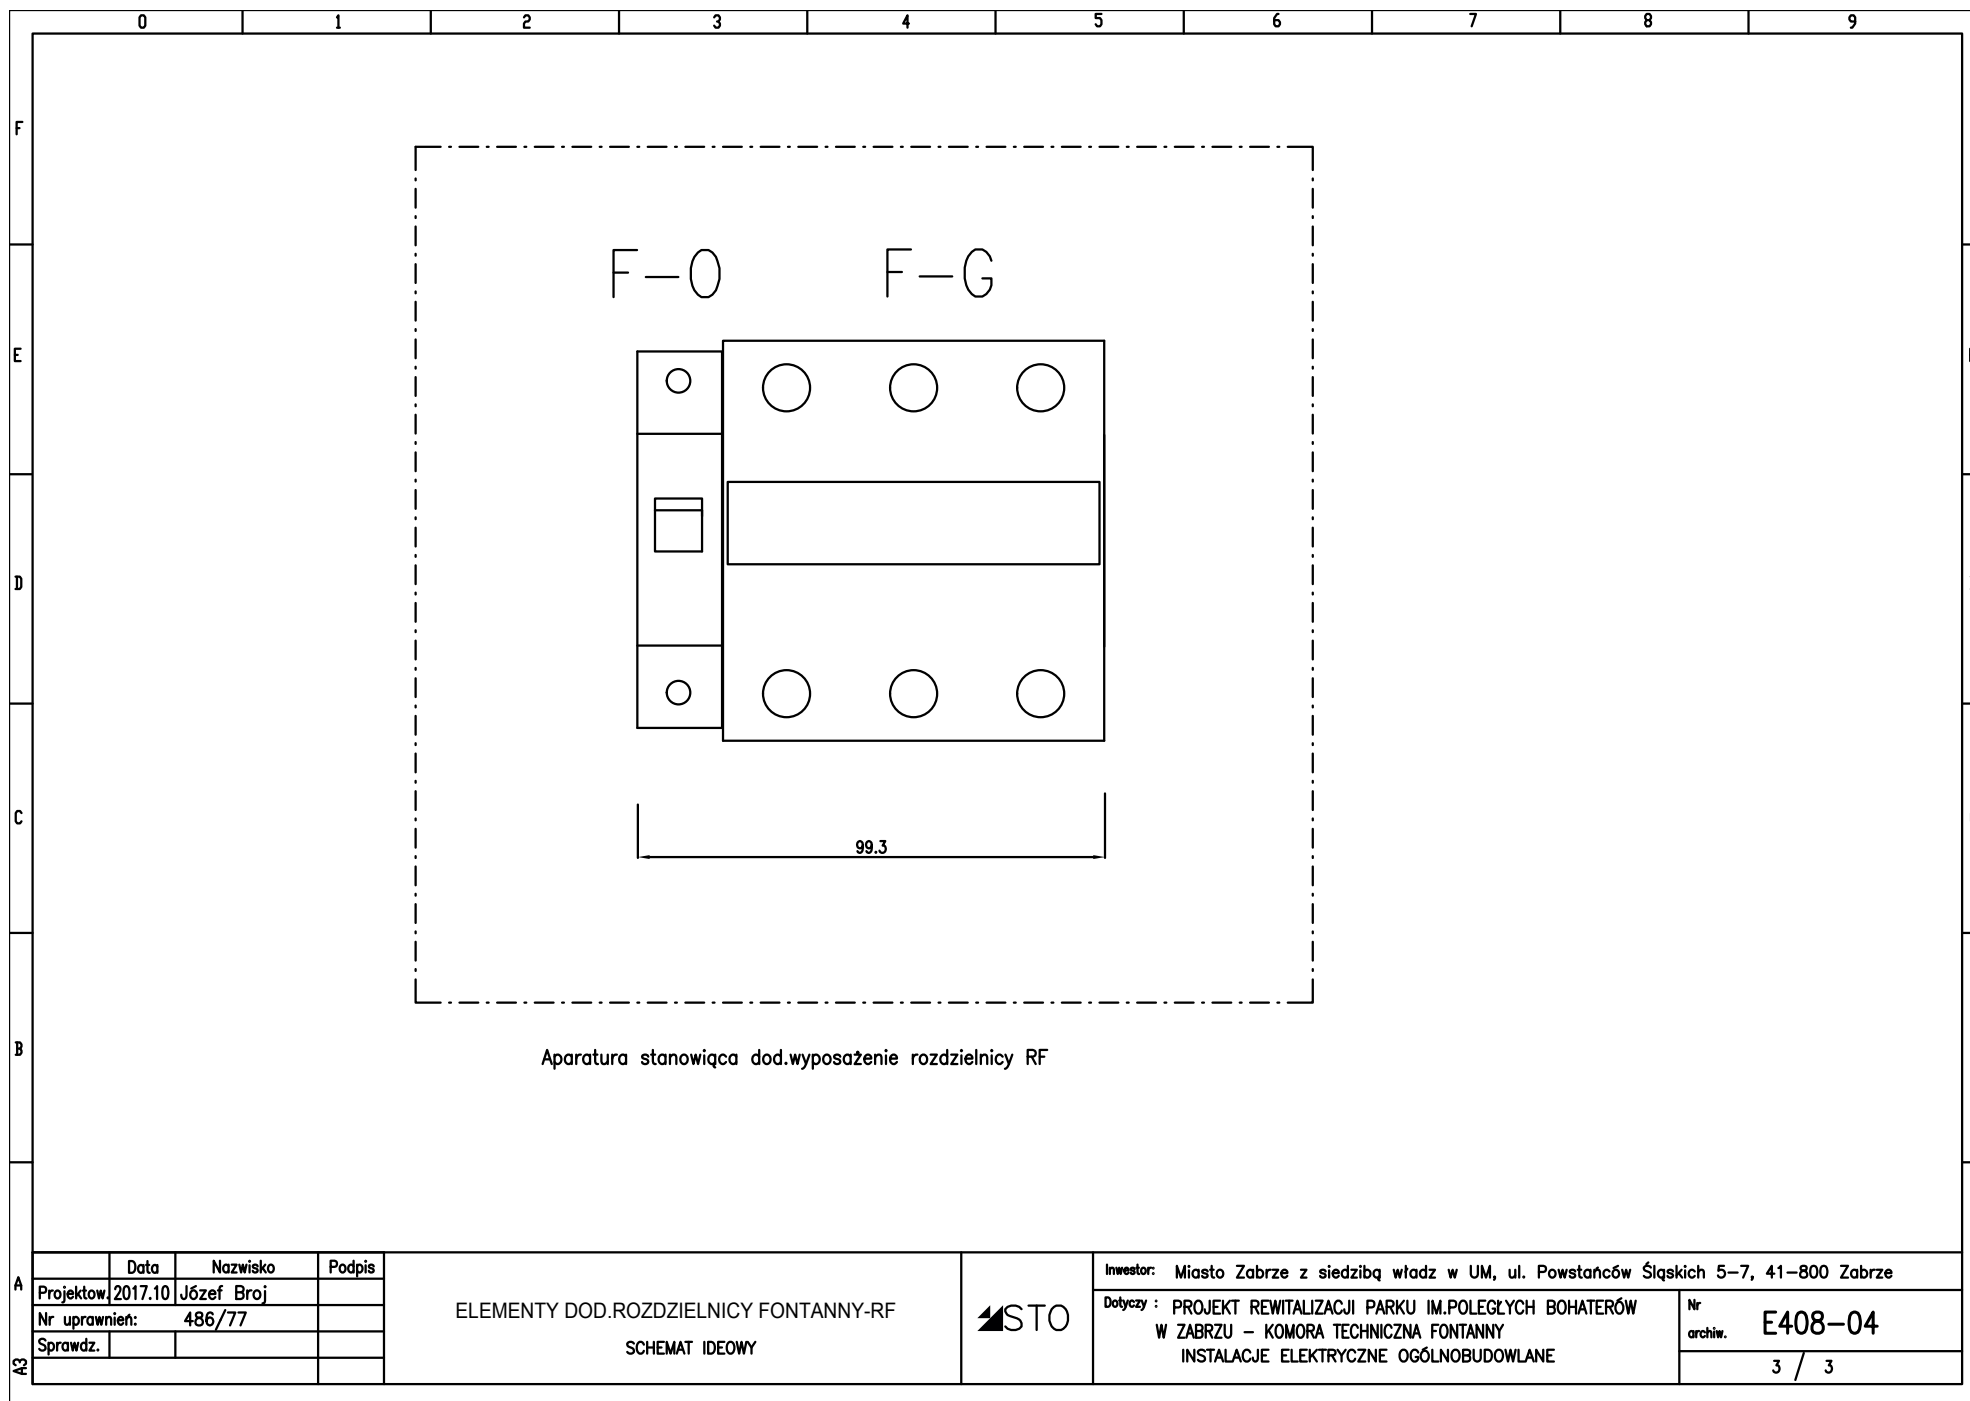 0 1 2 3 4 5 6 7 8 9
F
E
D
C
B
A
A3
F-O F-G
99.3
Aparatura stanowiąca dod.wyposażenie rozdzielnicy RF
Data Nazwisko Podpis
Projektow. 2017.10 Józef Broj
Nr uprawnień: 486/77
Sprawdz.
ELEMENTY DOD.ROZDZIELNICY FONTANNY-RF
SCHEMAT IDEOWY
STO
Inwestor: Miasto Zabrze z siedzibą władz w UM, ul. Powstańców Śląskich 5-7, 41-800 Zabrze
Dotyczy : PROJEKT REWITALIZACJI PARKU IM.POLEGŁYCH BOHATERÓW
W ZABRZU - KOMORA TECHNICZNA FONTANNY
INSTALACJE ELEKTRYCZNE OGÓLNOBUDOWLANE
Nr
archiw. E408-04
3 / 3